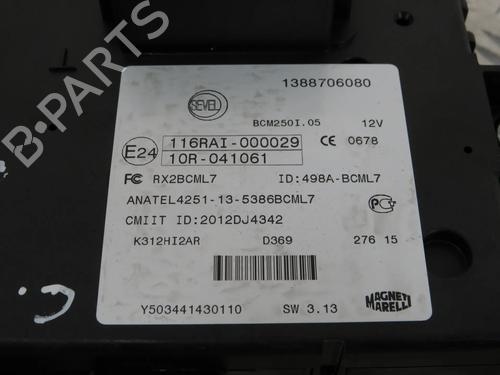 B-PARTS
SEVEL
1388706080
BCM250I.05 12V
E24 116RAI-000029 CE 0678
10R-041061
FC RX2BCML7 ID:498A-BCML7
ANATEL4251-13-5386BCML7
CMIIT ID:2012DJ4342
K312HI2AR D369 276 15
Y503441430110 SW 3.13 MAGNETI
MARELLI